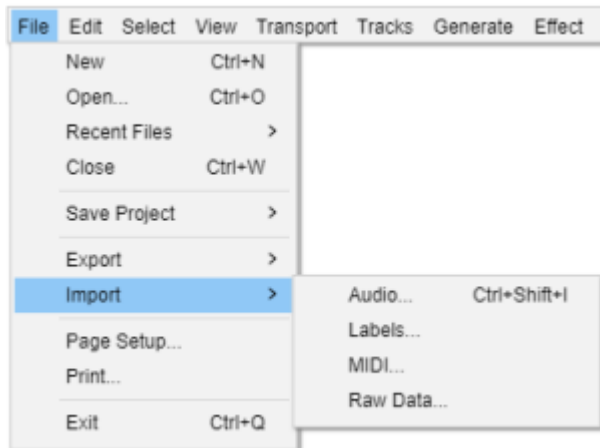 File Edit Select View Transport Tracks Generate Effect
New Ctrl+N
Open... Ctrl+O
Recent Files >
Close Ctrl+W
Save Project >
Export >
Import >
Audio... Ctrl+Shift+I
Labels...
MIDI...
Raw Data...
Page Setup...
Print...
Exit Ctrl+Q